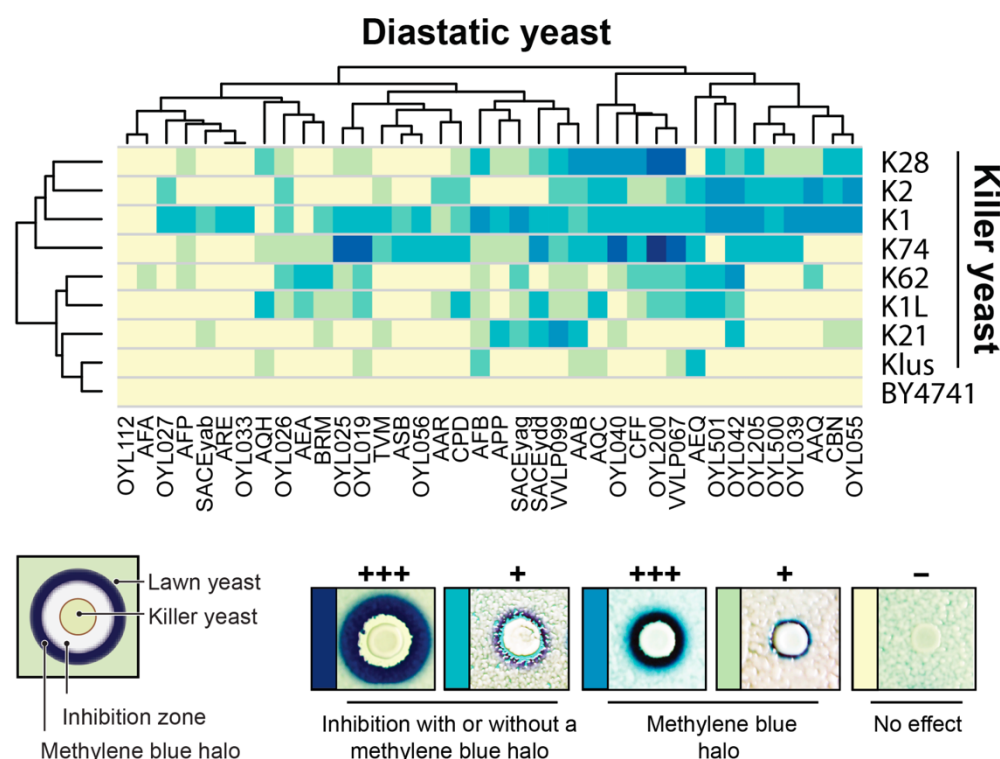 Diastatic yeast
K28
K2
K1
K74
K62
K1L
K21
Klus
BY4741
Killer yeast
OYL112
AFA
OYL027
AFP
SACEyab
ARE
OYL033
AQH
OYL026
AEA
BRM
OYL025
OYL019
TVM
ASB
OYL056
AAR
CPD
AFB
APP
SACEyag
SACEydd
VVLP099
AAB
AQC
OYL040
CFF
OYL200
VVLP067
AEQ
OYL501
OYL042
OYL205
OYL500
OYL039
AAQ
CBN
OYL055
Lawn yeast
Killer yeast
Inhibition zone
Methylene blue halo
+++
+
+++
+
–
Inhibition with or without a
methylene blue halo
Methylene blue
halo
No effect